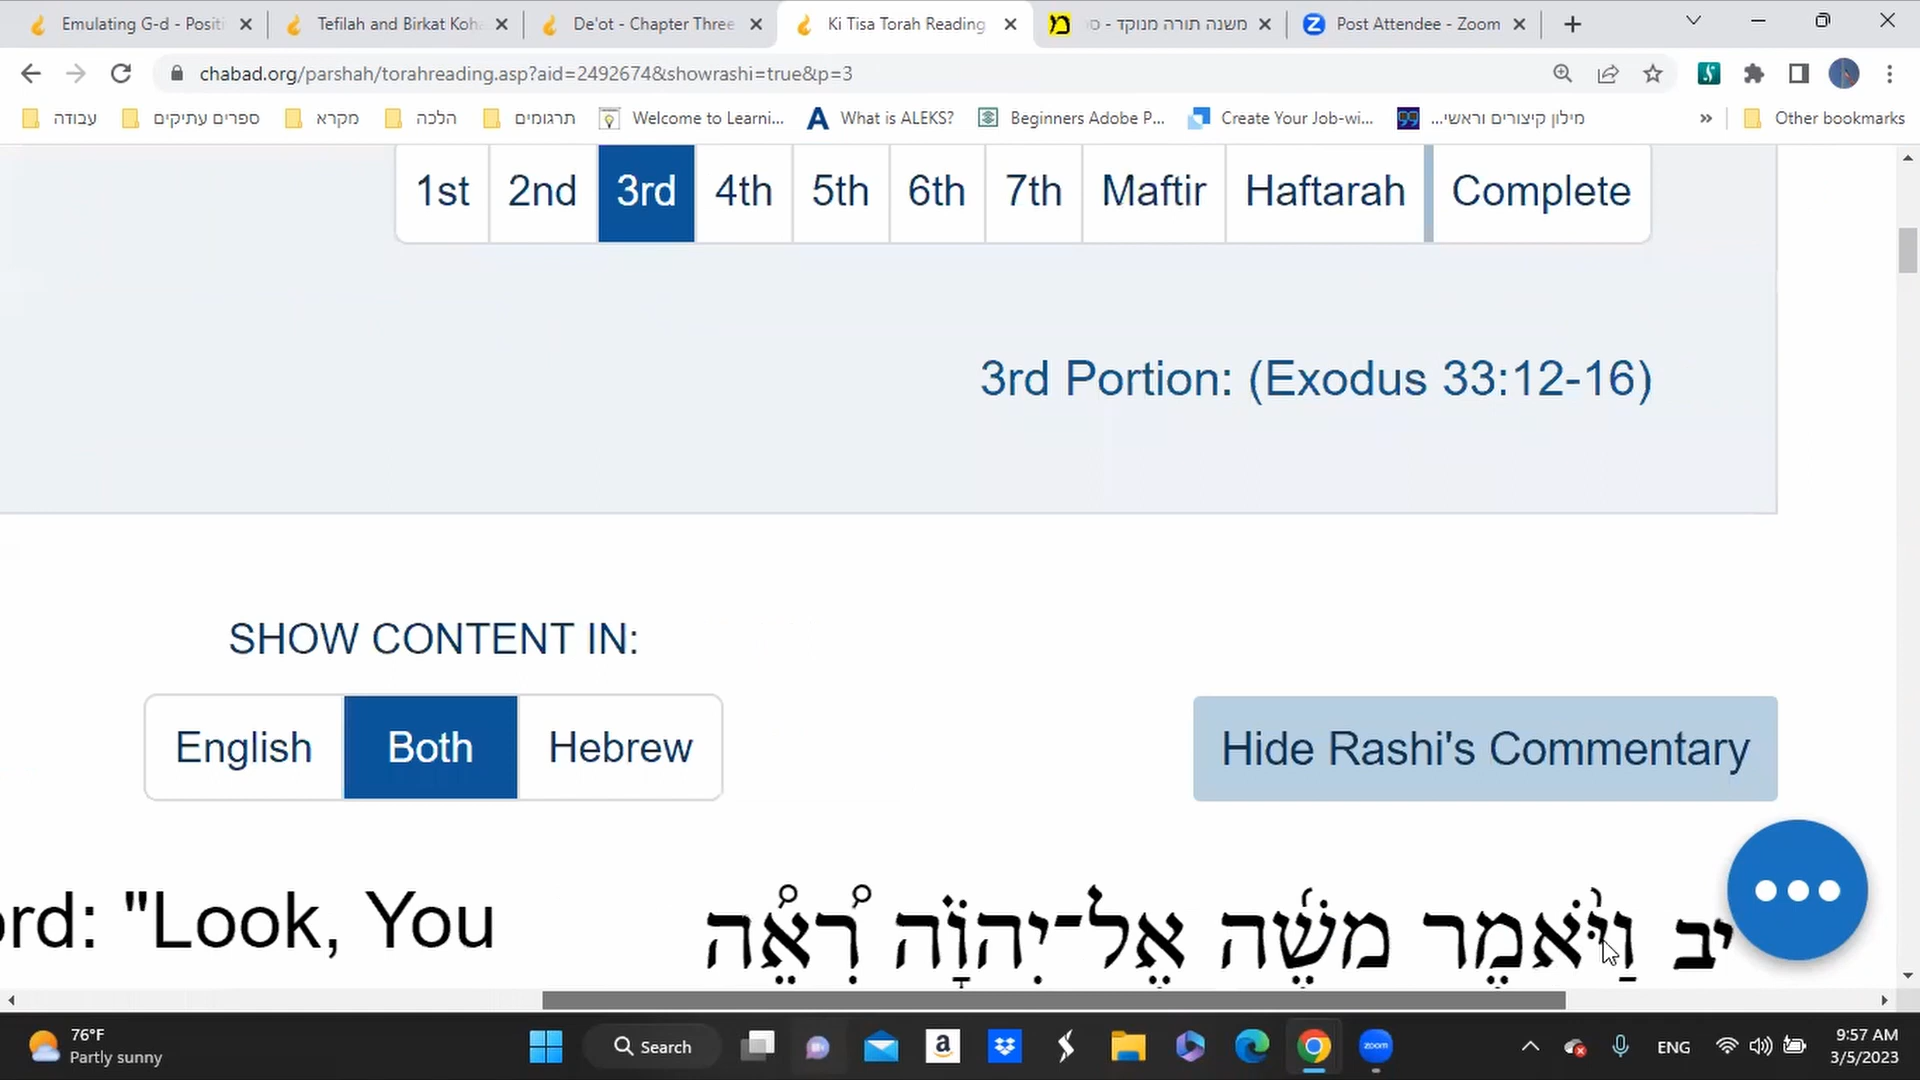 Emulating G-d - Positi
Tefilah and Birkat Koha
De'ot - Chapter Three
Ki Tisa Torah Reading
משנה תורה מנוקד - ס
Post Attendee - Zoom
chabad.org/parshah/torahreading.asp?aid=2492674&showrashi=true&p=3
עבודה
ספרים עתיקים
מקרא
הלכה
תרגומים
Welcome to Learni...
What is ALEKS?
Beginners Adobe P...
Create Your Job-wi...
מילון קיצורים וראשי...
»
Other bookmarks
1st 2nd 3rd 4th 5th 6th 7th Maftir Haftarah Complete
3rd Portion: (Exodus 33:12-16)
SHOW CONTENT IN:
English Both Hebrew
Hide Rashi's Commentary
ord: "Look, You
יב וַיֹּ֨אמֶר משֶׁ֜ה אֶל־יְהֹוָ֗ה רְ֠אֵ֠ה
76°F
Partly sunny
Search
zoom
ENG
9:57 AM
3/5/2023